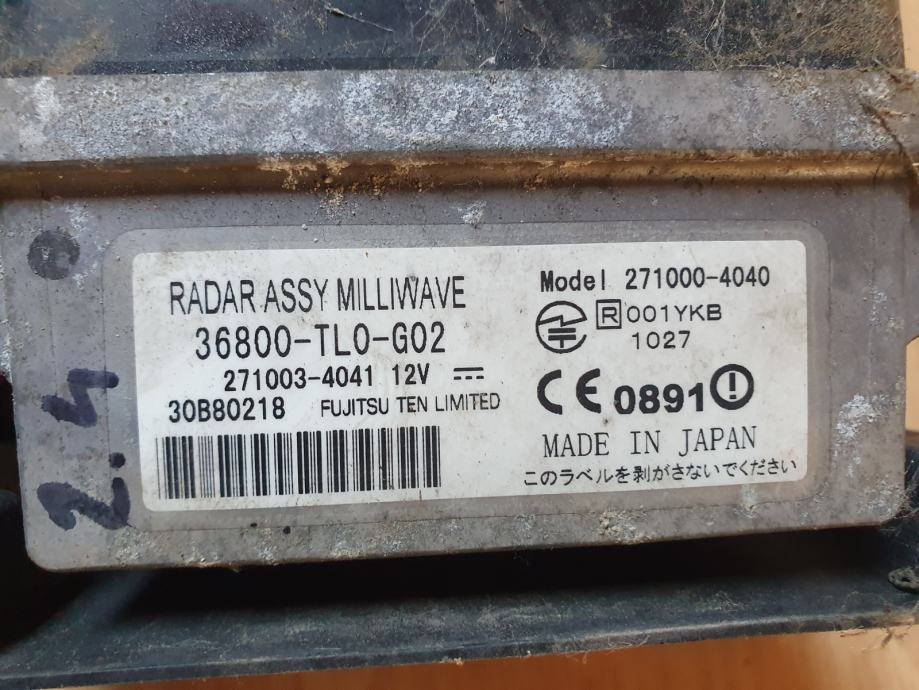 RADAR ASSY MILLIWAVE
36800-TL0-G02
271003-4041 12V
30B80218 FUJITSU TEN LIMITED
Model 271000-4040
R 001YKB
1027
CE 0891
MADE IN JAPAN
このラベルを剥がさないでください
2.4